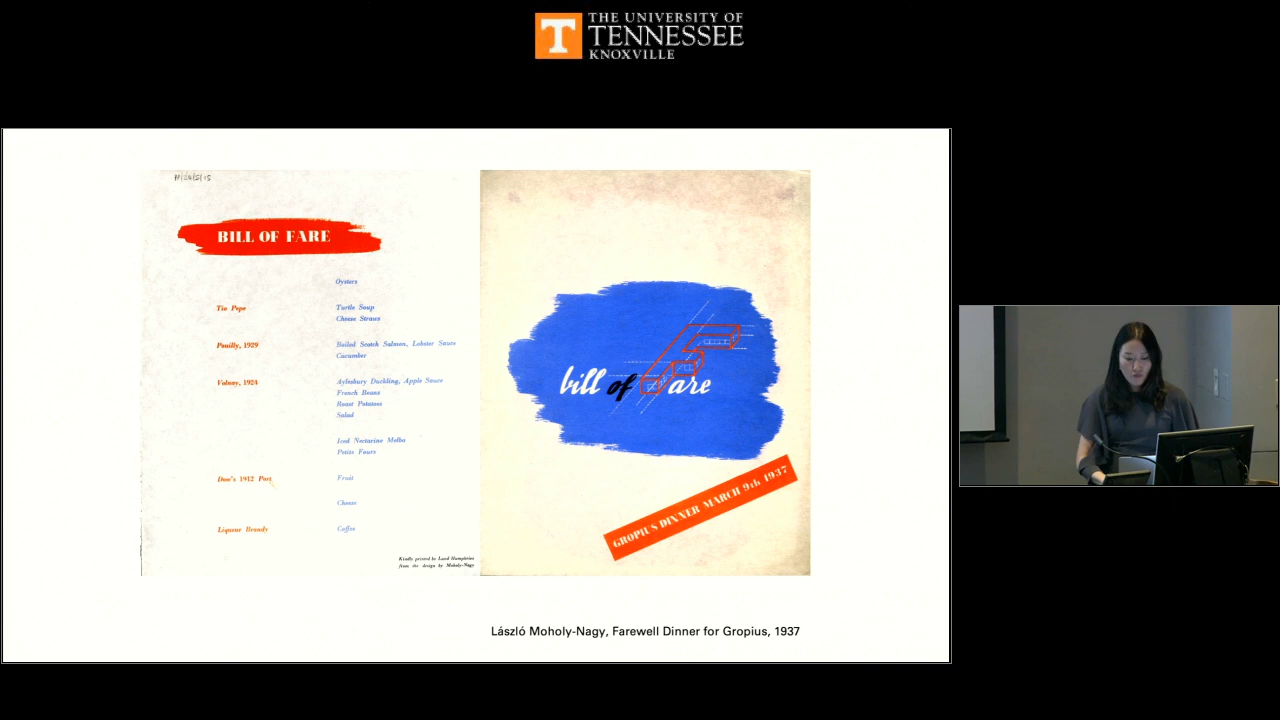 THE UNIVERSITY OF
TENNESSEE
KNOXVILLE
T
BILL OF FARE
Oysters
Tio Pepe
Turtle Soup
Cheese Straws
Pouilly, 1929
Boiled Scotch Salmon, Lobster Sauce
Cucumber
Volnay, 1924
Aylesbury Duckling, Apple Sauce
French Beans
Roast Potatoes
Salad
Iced Nectarine Melba
Petits Fours
Dow's 1912 Port
Fruit
Cheese
Liqueur Brandy
Coffee
Kindly printed by Lund Humphries
from the design by Moholy-Nagy
bill of Fare
GROPIUS DINNER MARCH 9th 1937
László Moholy-Nagy, Farewell Dinner for Gropius, 1937